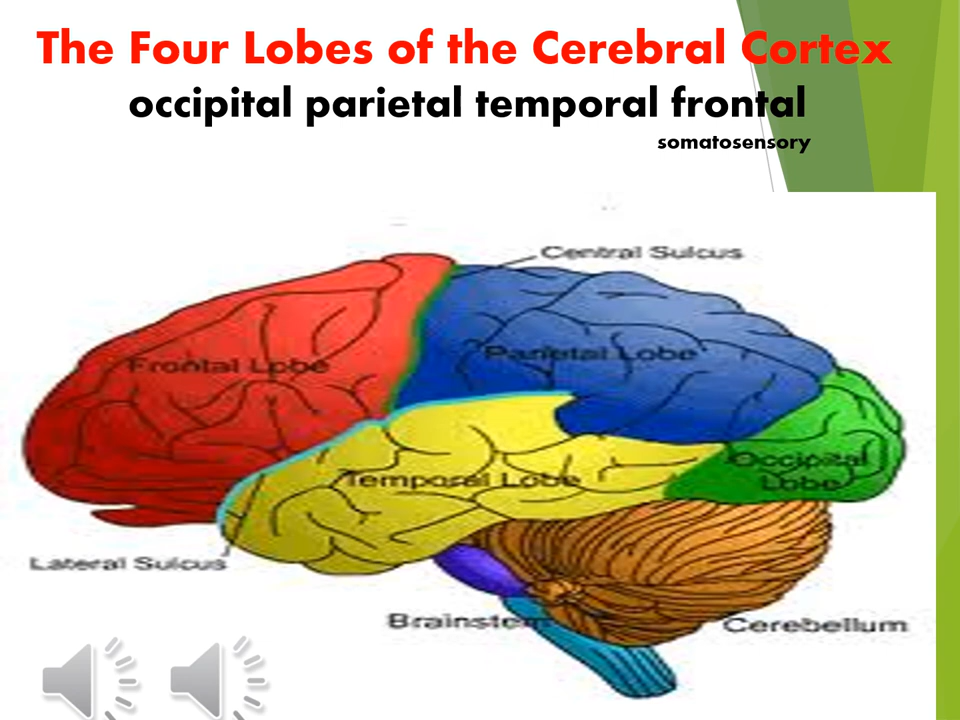 The Four Lobes of the Cerebral Cortex
occipital parietal temporal frontal
somatosensory
Central Sulcus
Frontal Lobe
Parietal Lobe
Occipital
Lobe
Temporal Lobe
Lateral Sulcus
Brainstem
Cerebellum